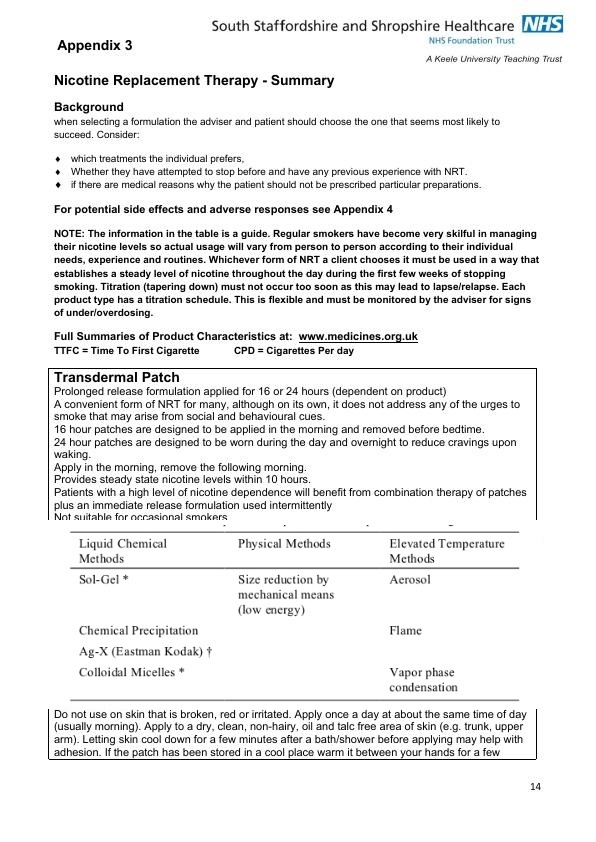 South Staffordshire and Shropshire Healthcare NHS
NHS Foundation Trust
Appendix 3
A Keele University Teaching Trust
Nicotine Replacement Therapy - Summary
Background
when selecting a formulation the adviser and patient should choose the one that seems most likely to
succeed. Consider:
♦ which treatments the individual prefers,
♦ Whether they have attempted to stop before and have any previous experience with NRT.
♦ if there are medical reasons why the patient should not be prescribed particular preparations.
For potential side effects and adverse responses see Appendix 4
NOTE: The information in the table is a guide. Regular smokers have become very skilful in managing
their nicotine levels so actual usage will vary from person to person according to their individual
needs, experience and routines. Whichever form of NRT a client chooses it must be used in a way that
establishes a steady level of nicotine throughout the day during the first few weeks of stopping
smoking. Titration (tapering down) must not occur too soon as this may lead to lapse/relapse. Each
product type has a titration schedule. This is flexible and must be monitored by the adviser for signs
of under/overdosing.
Full Summaries of Product Characteristics at: www.medicines.org.uk
TTFC = Time To First Cigarette CPD = Cigarettes Per day
Transdermal Patch
Prolonged release formulation applied for 16 or 24 hours (dependent on product)
A convenient form of NRT for many, although on its own, it does not address any of the urges to
smoke that may arise from social and behavioural cues.
16 hour patches are designed to be applied in the morning and removed before bedtime.
24 hour patches are designed to be worn during the day and overnight to reduce cravings upon
waking.
Apply in the morning, remove the following morning.
Provides steady state nicotine levels within 10 hours.
Patients with a high level of nicotine dependence will benefit from combination therapy of patches
plus an immediate release formulation used intermittently
Not suitable for occasional smokers
Liquid Chemical Physical Methods Elevated Temperature
Methods Methods
Sol-Gel * Size reduction by Aerosol
mechanical means
(low energy)
Chemical Precipitation Flame
Ag-X (Eastman Kodak) †
Colloidal Micelles * Vapor phase
condensation
Do not use on skin that is broken, red or irritated. Apply once a day at about the same time of day
(usually morning). Apply to a dry, clean, non-hairy, oil and talc free area of skin (e.g. trunk, upper
arm). Letting skin cool down for a few minutes after a bath/shower before applying may help with
adhesion. If the patch has been stored in a cool place warm it between your hands for a few
14